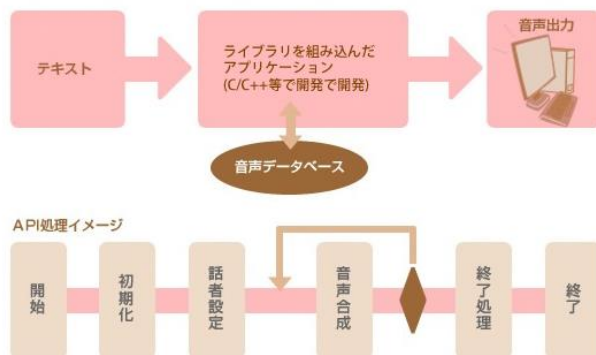 テキスト
ライブラリを組み込んだ
アプリケーション
(C/C++等で開発で開発)
音声出力
音声データベース
API処理イメージ
開始
初期化
話者設定
音声合成
終了処理
終了